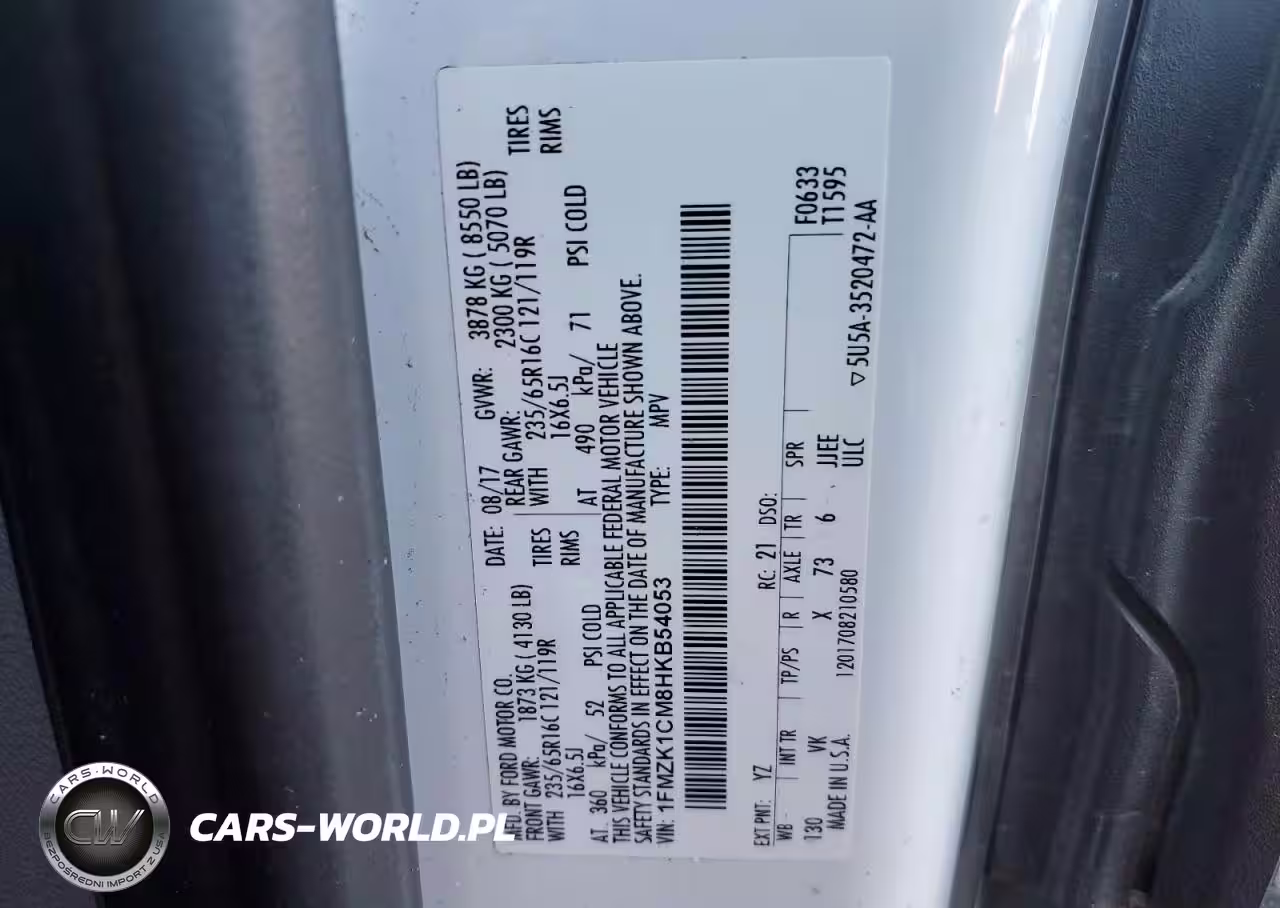 MFD. BY FORD MOTOR CO.
DATE: 08/17 GVWR: 3878 KG ( 8550 LB)
FRONT GAWR: 1873 KG ( 4130 LB) REAR GAWR: 2300 KG ( 5070 LB)
WITH 235/65R16C 121/119R TIRES WITH 235/65R16C 121/119R TIRES
16X6.5J RIMS 16X6.5J RIMS
AT 360 kPa/ 52 PSI COLD AT 490 kPa/ 71 PSI COLD
THIS VEHICLE CONFORMS TO ALL APPLICABLE FEDERAL MOTOR VEHICLE
SAFETY STANDARDS IN EFFECT ON THE DATE OF MANUFACTURE SHOWN ABOVE.
VIN: 1FMZK1CM8HKB54053 TYPE: MPV
EXT PNT: YZ RC: 21 DSO:
WB INT TR TP/PS R AXLE TR SPR F0633
130 VK X 73 6 JJEE T1595
MADE IN U.S.A. 1201708210580 ULC ▽5U5A-3520472-AA
CARS-WORLD
CW
BEZPOŚREDNI IMPORT Z USA
CARS-WORLD.PL